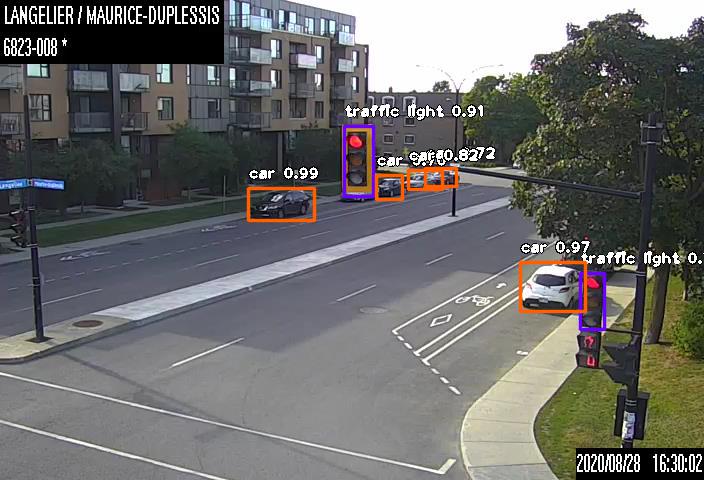 LANGELIER / MAURICE-DUPLESSIS
6823-008 *
traffic light 0.91
car 0.99
car 0.97
traffic light 0.
2020/08/28 16:30:02